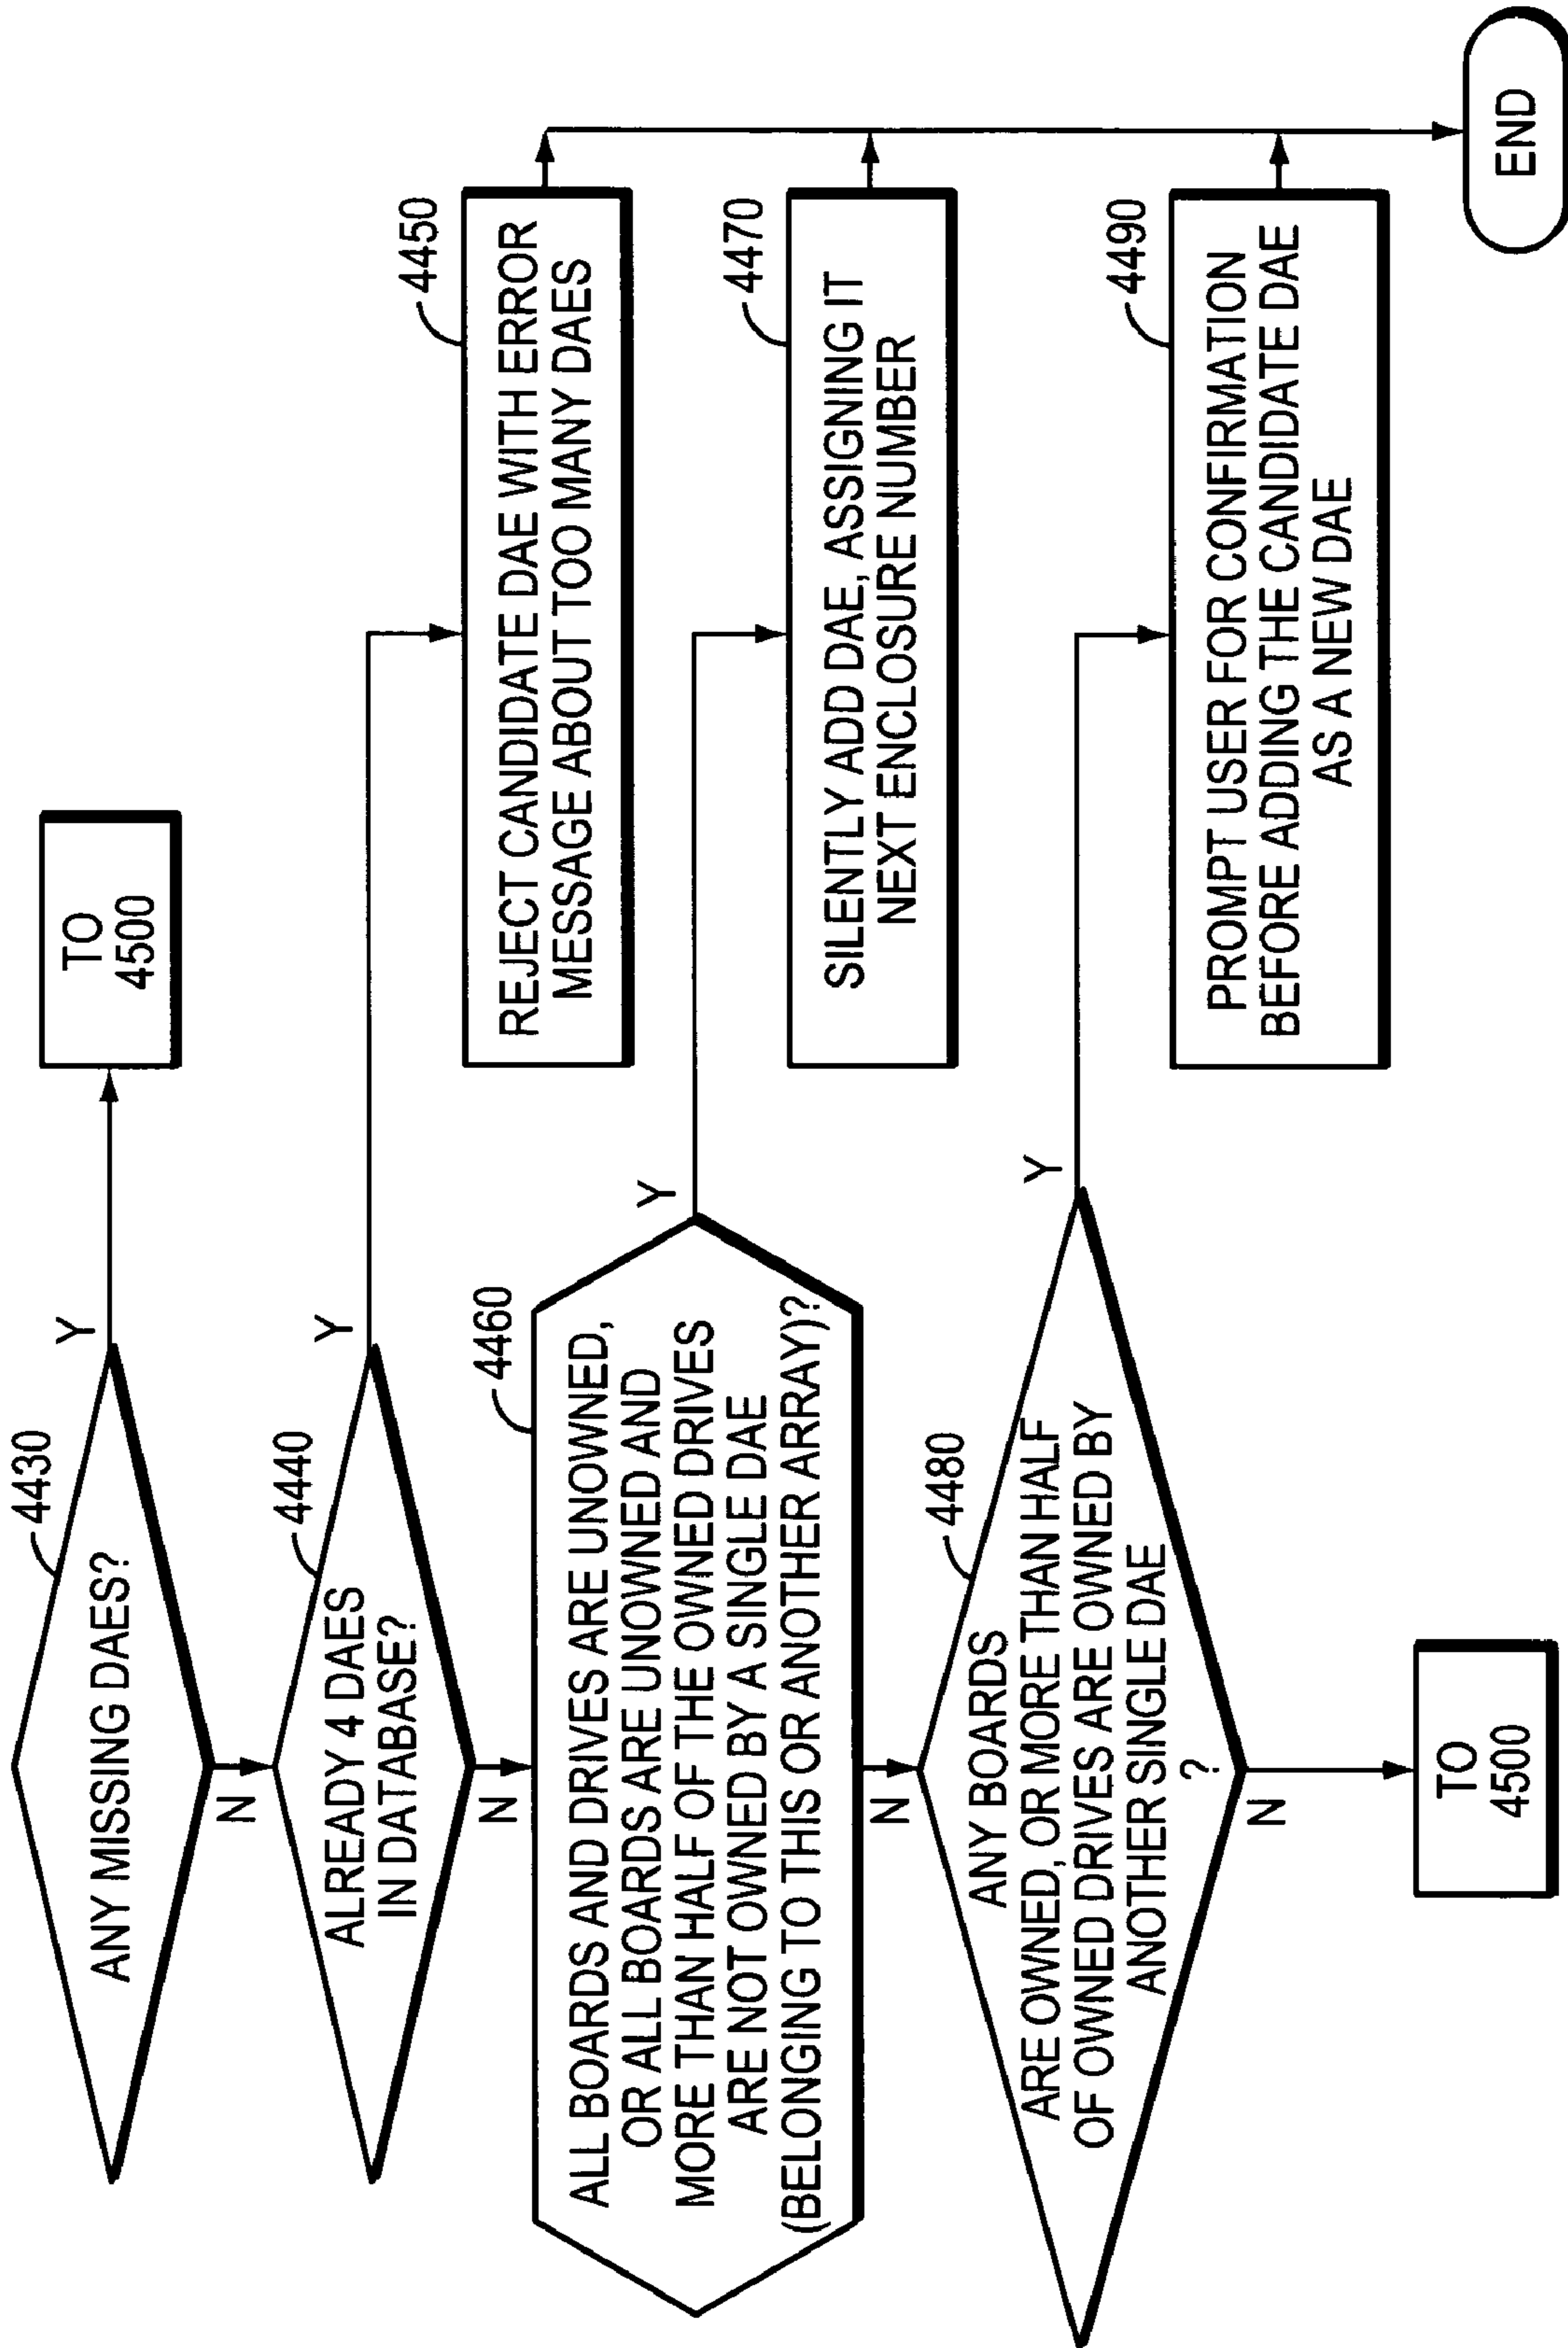 4430
ANY MISSING DAES?
Y
TO
4500
N
4440
ALREADY 4 DAES
IN DATABASE?
Y
4450
REJECT CANDIDATE DAE WITH ERROR
MESSAGE ABOUT TOO MANY DAES
N
4460
ALL BOARDS AND DRIVES ARE UNOWNED,
OR ALL BOARDS ARE UNOWNED AND
MORE THAN HALF OF THE OWNED DRIVES
ARE NOT OWNED BY A SINGLE DAE
(BELONGING TO THIS OR ANOTHER ARRAY)?
Y
4470
SILENTLY ADD DAE, ASSIGNING IT
NEXT ENCLOSURE NUMBER
N
4480
ANY BOARDS
ARE OWNED, OR MORE THAN HALF
OF OWNED DRIVES ARE OWNED BY
ANOTHER SINGLE DAE
?
Y
4490
PROMPT USER FOR CONFIRMATION
BEFORE ADDING THE CANDIDATE DAE
AS A NEW DAE
N
TO
4500
END